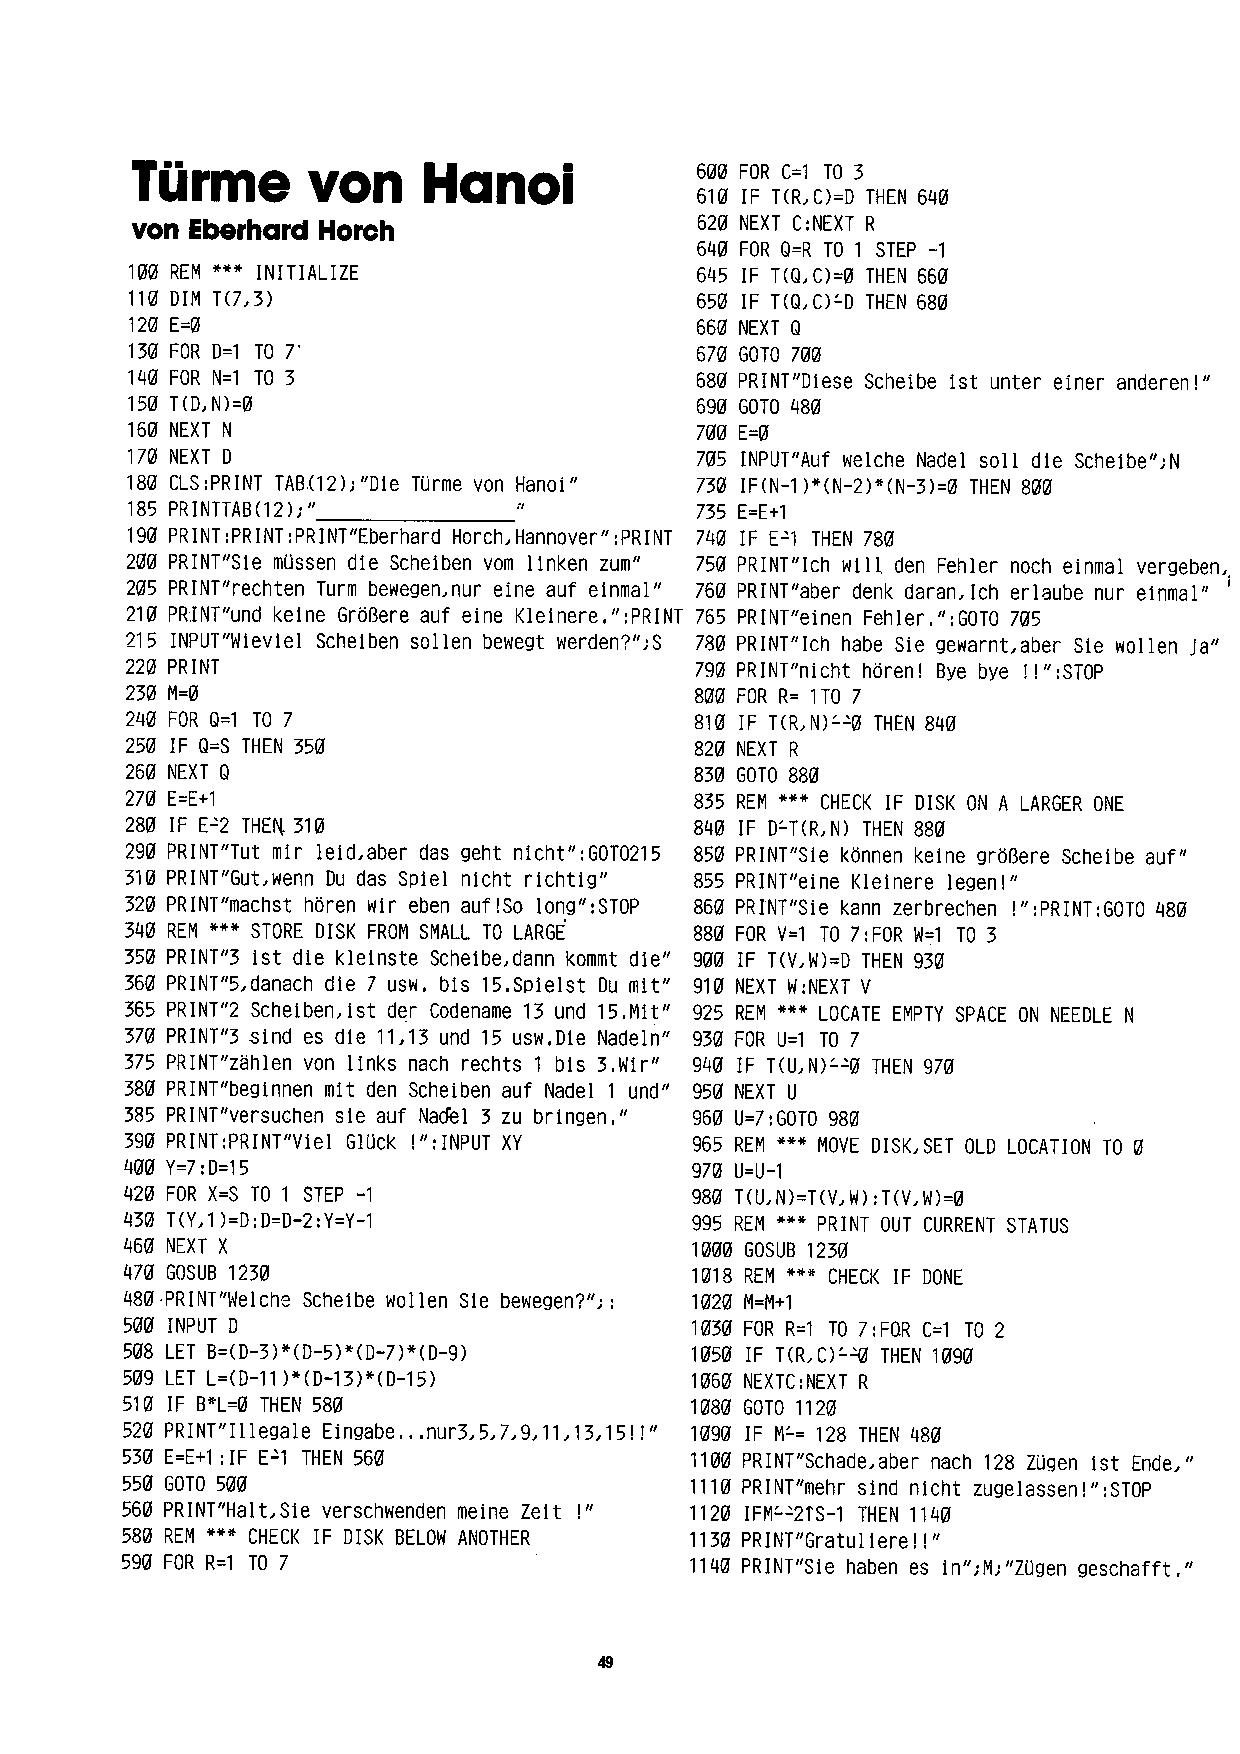 Türme von Hanoi
von Eberhard Horch
100 REM *** INITIALIZE
110 DIM T(7,3)
120 E=0
130 FOR D=1 TO 7
140 FOR N=1 TO 3
150 T(D,N)=0
160 NEXT N
170 NEXT D
180 CLS:PRINT TAB(12);"Die Türme von Hanoi"
185 PRINTTAB(12);"___________________"
190 PRINT:PRINT:PRINT"Eberhard Horch,Hannover":PRINT
200 PRINT"Sie müssen die Scheiben vom linken zum"
205 PRINT"rechten Turm bewegen,nur eine auf einmal"
210 PRINT"und keine Größere auf eine Kleinere.":PRINT
215 INPUT"Wieviel Scheiben sollen bewegt werden?";S
220 PRINT
230 M=0
240 FOR Q=1 TO 7
250 IF Q=S THEN 350
260 NEXT Q
270 E=E+1
280 IF E∸2 THEN 310
290 PRINT"Tut mir leid,aber das geht nicht":GOTO215
310 PRINT"Gut,wenn Du das Spiel nicht richtig"
320 PRINT"machst hören wir eben auf!So long":STOP
340 REM *** STORE DISK FROM SMALL TO LARGE
350 PRINT"3 ist die kleinste Scheibe,dann kommt die"
360 PRINT"5,danach die 7 usw. bis 15.Spielst Du mit"
365 PRINT"2 Scheiben,ist der Codename 13 und 15.Mit"
370 PRINT"3 sind es die 11,13 und 15 usw.Die Nadeln"
375 PRINT"zählen von links nach rechts 1 bis 3.Wir"
380 PRINT"beginnen mit den Scheiben auf Nadel 1 und"
385 PRINT"versuchen sie auf Nadel 3 zu bringen."
390 PRINT:PRINT"Viel Glück !":INPUT XY
400 Y=7:D=15
420 FOR X=S TO 1 STEP -1
430 T(Y,1)=D:D=D-2:Y=Y-1
460 NEXT X
470 GOSUB 1230
480 PRINT"Welche Scheibe wollen Sie bewegen?";:
500 INPUT D
508 LET B=(D-3)*(D-5)*(D-7)*(D-9)
509 LET L=(D-11)*(D-13)*(D-15)
510 IF B*L=0 THEN 580
520 PRINT"Illegale Eingabe...nur3,5,7,9,11,13,15!!"
530 E=E+1:IF E∸1 THEN 560
550 GOTO 500
560 PRINT"Halt,Sie verschwenden meine Zeit !"
580 REM *** CHECK IF DISK BELOW ANOTHER
590 FOR R=1 TO 7
600 FOR C=1 TO 3
610 IF T(R,C)=D THEN 640
620 NEXT C:NEXT R
640 FOR Q=R TO 1 STEP -1
645 IF T(Q,C)=0 THEN 660
650 IF T(Q,C)∸D THEN 680
660 NEXT Q
670 GOTO 700
680 PRINT"Diese Scheibe ist unter einer anderen!"
690 GOTO 480
700 E=0
705 INPUT"Auf welche Nadel soll die Scheibe";N
730 IF(N-1)*(N-2)*(N-3)=0 THEN 800
735 E=E+1
740 IF E∸1 THEN 780
750 PRINT"Ich will den Fehler noch einmal vergeben,
760 PRINT"aber denk daran,Ich erlaube nur einmal"
765 PRINT"einen Fehler.":GOTO 705
780 PRINT"Ich habe Sie gewarnt,aber Sie wollen ja"
790 PRINT"nicht hören! Bye bye !!":STOP
800 FOR R= 1TO 7
810 IF T(R,N)∸∸0 THEN 840
820 NEXT R
830 GOTO 880
835 REM *** CHECK IF DISK ON A LARGER ONE
840 IF D∸T(R,N) THEN 880
850 PRINT"Sie können keine größere Scheibe auf"
855 PRINT"eine Kleinere legen!"
860 PRINT"Sie kann zerbrechen !":PRINT:GOTO 480
880 FOR V=1 TO 7:FOR W=1 TO 3
900 IF T(V,W)=D THEN 930
910 NEXT W:NEXT V
925 REM *** LOCATE EMPTY SPACE ON NEEDLE N
930 FOR U=1 TO 7
940 IF T(U,N)∸∸0 THEN 970
950 NEXT U
960 U=7:GOTO 980
965 REM *** MOVE DISK,SET OLD LOCATION TO 0
970 U=U-1
980 T(U,N)=T(V,W):T(V,W)=0
995 REM *** PRINT OUT CURRENT STATUS
1000 GOSUB 1230
1018 REM *** CHECK IF DONE
1020 M=M+1
1030 FOR R=1 TO 7:FOR C=1 TO 2
1050 IF T(R,C)∸∸0 THEN 1090
1060 NEXTC:NEXT R
1080 GOTO 1120
1090 IF M∸= 128 THEN 480
1100 PRINT"Schade,aber nach 128 Zügen ist Ende,"
1110 PRINT"mehr sind nicht zugelassen!":STOP
1120 IFM∸∸2↑S-1 THEN 1140
1130 PRINT"Gratuliere!!"
1140 PRINT"Sie haben es in";M;"Zügen geschafft."
49